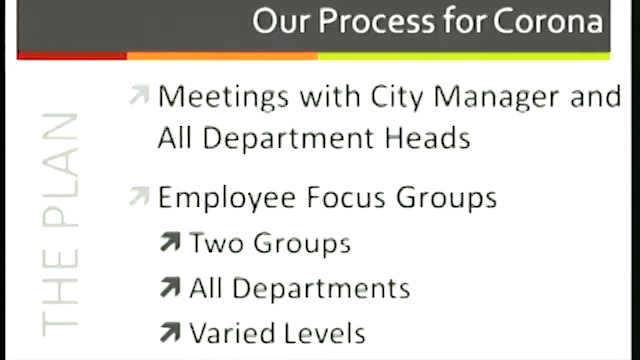 Our Process for Corona
THE PLAN
Meetings with City Manager and
All Department Heads
Employee Focus Groups
Two Groups
All Departments
Varied Levels